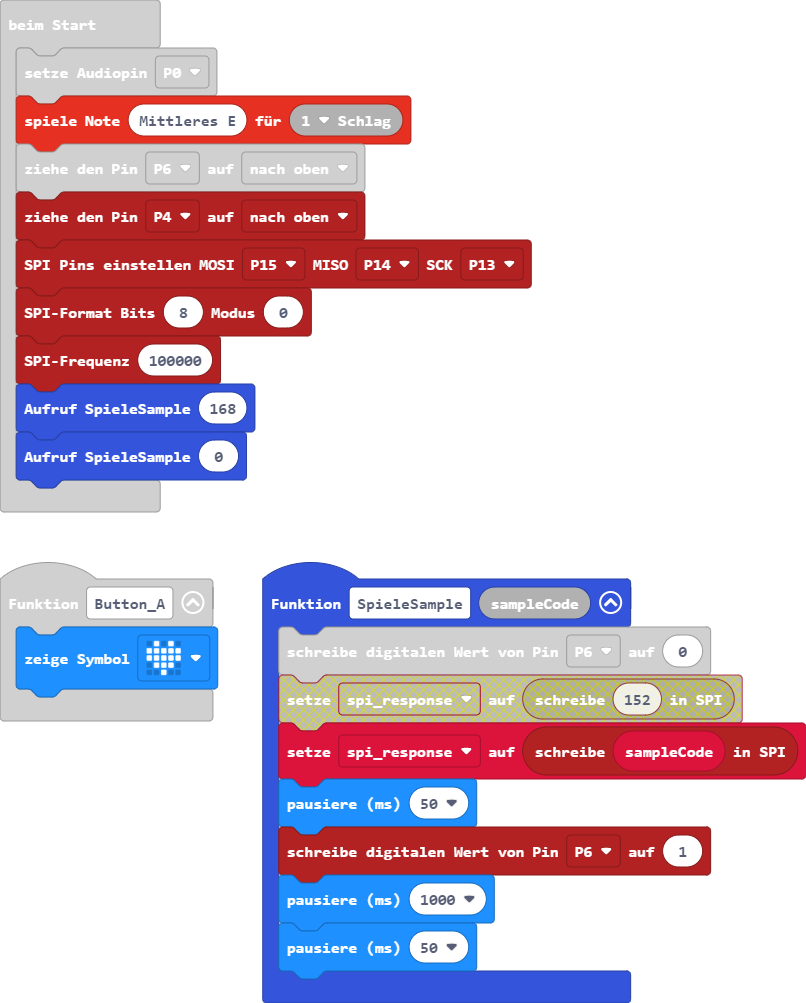 beim Start
setze Audiopin P0
spiele Note Mittleres E für 1 Schlag
ziehe den Pin P6 auf nach oben
ziehe den Pin P4 auf nach oben
SPI Pins einstellen MOSI P15 MISO P14 SCK P13
SPI-Format Bits 8 Modus 0
SPI-Frequenz 100000
Aufruf SpieleSample 168
Aufruf SpieleSample 0
Funktion Button_A
zeige Symbol
Funktion SpieleSample sampleCode
schreibe digitalen Wert von Pin P6 auf 0
setze spi_response auf schreibe 152 in SPI
setze spi_response auf schreibe sampleCode in SPI
pausiere (ms) 50
schreibe digitalen Wert von Pin P6 auf 1
pausiere (ms) 1000
pausiere (ms) 50